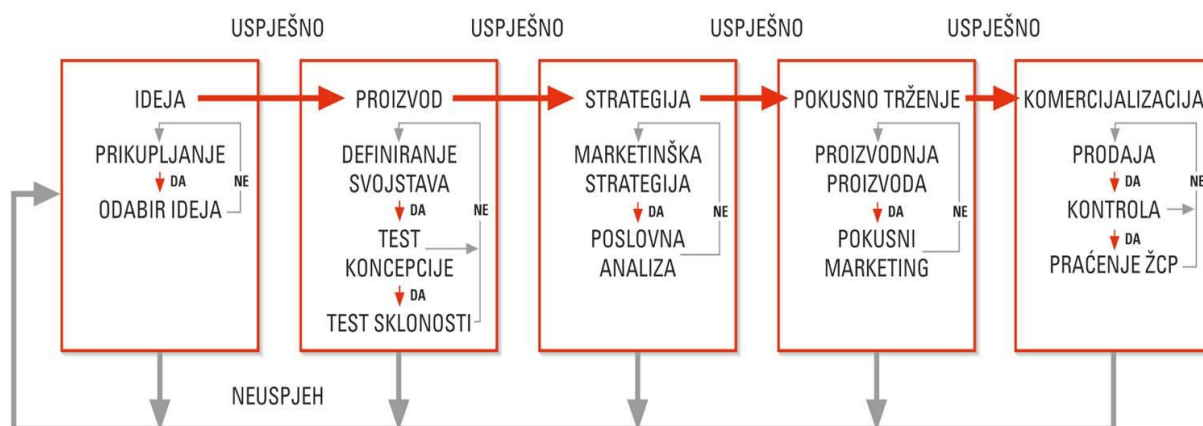 USPJEŠNO
USPJEŠNO
USPJEŠNO
USPJEŠNO
IDEJA
PRIKUPLJANJE
DA
NE
ODABIR IDEJA
PROIZVOD
DEFINIRANJE
SVOJSTAVA
DA
NE
TEST
KONCEPCIJE
DA
TEST SKLONOSTI
STRATEGIJA
MARKETINŠKA
STRATEGIJA
DA
NE
POSLOVNA
ANALIZA
POKUSNO TRŽENJE
PROIZVODNJA
PROIZVODA
DA
NE
POKUSNI
MARKETING
KOMERCIJALIZACIJA
PRODAJA
DA
NE
KONTROLA
DA
PRAĆENJE ŽCP
NEUSPJEH